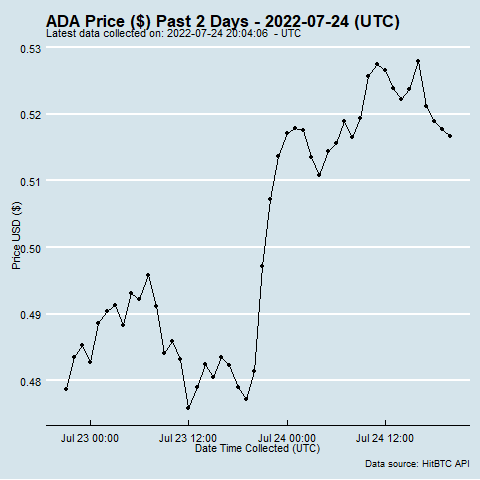 ADA Price ($) Past 2 Days - 2022-07-24 (UTC)
Latest data collected on: 2022-07-24 20:04:06  - UTC
0.53
0.52
0.51
0.50
0.49
0.48
Price USD ($)
Jul 23 00:00 Jul 23 12:00 Jul 24 00:00 Jul 24 12:00
Date Time Collected (UTC)
Data source: HitBTC API